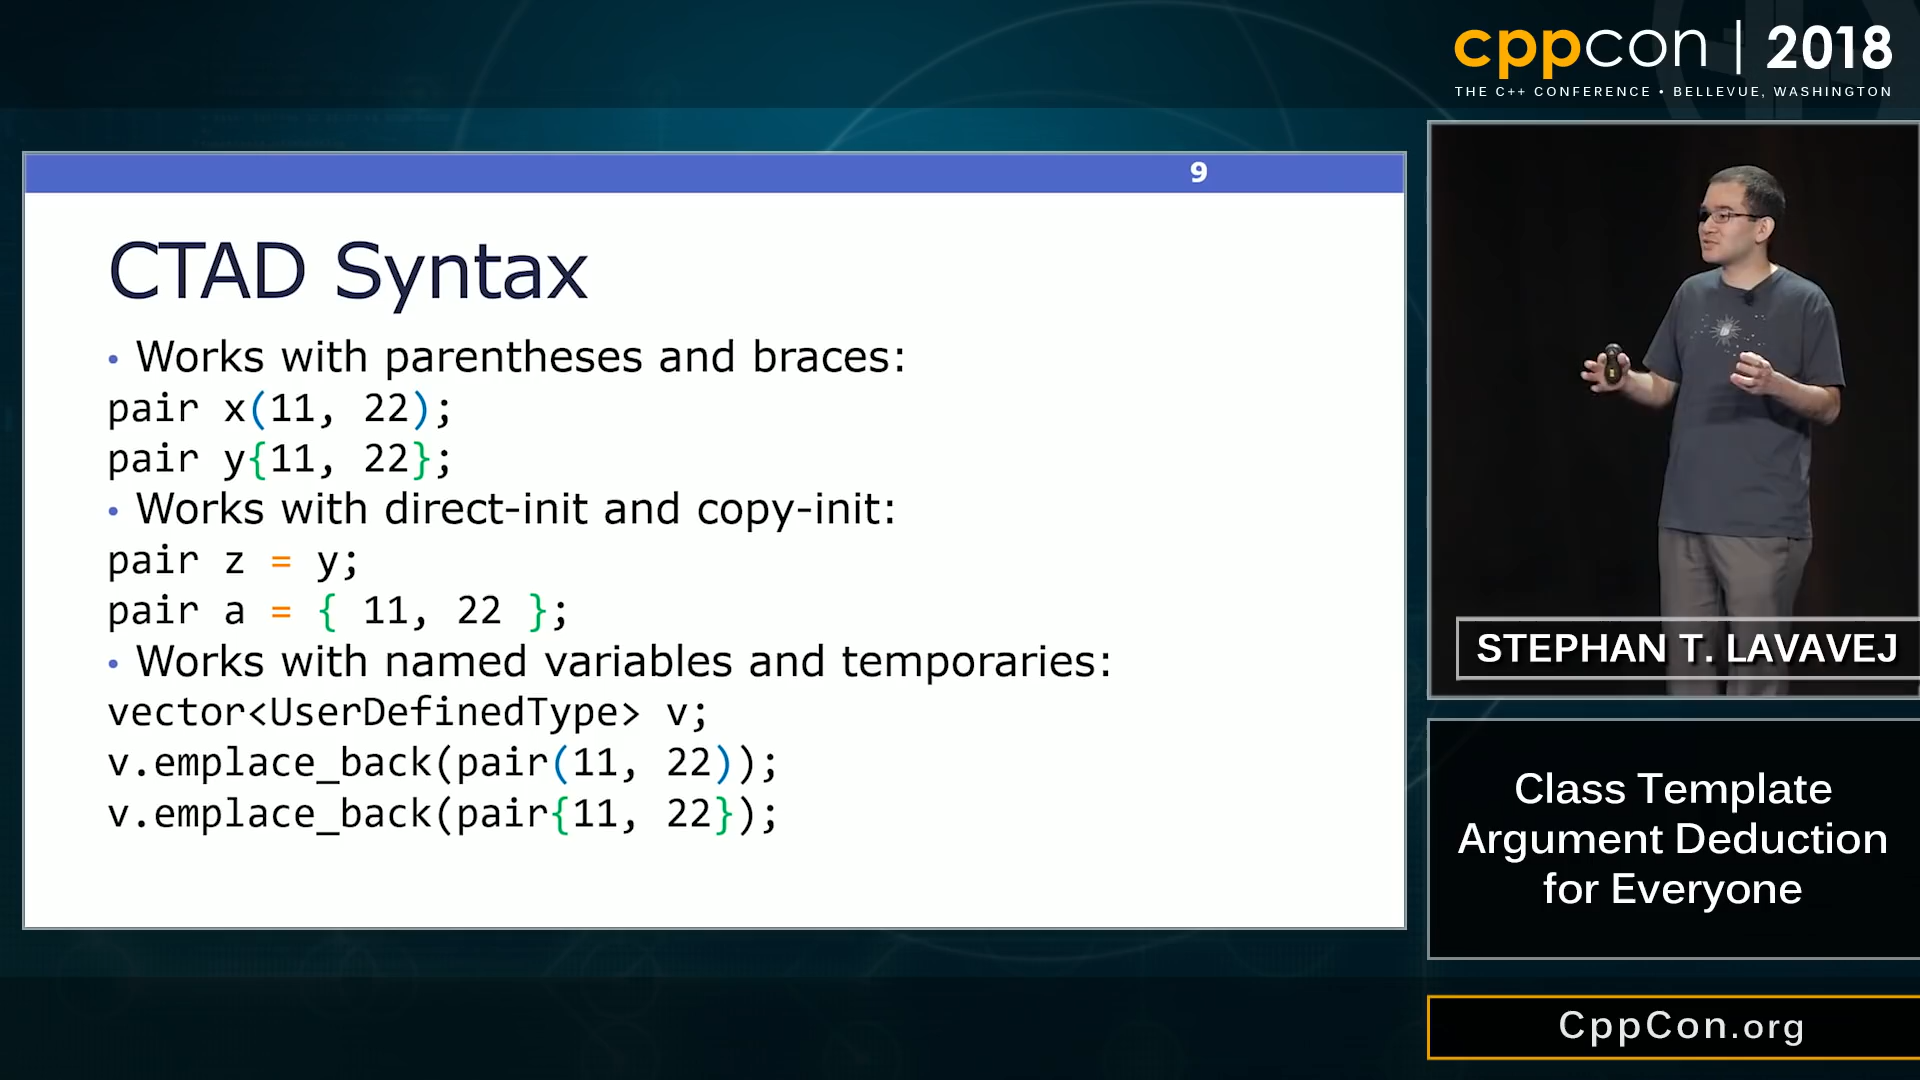 cppcon | 2018
THE C++ CONFERENCE • BELLEVUE, WASHINGTON
9
CTAD Syntax
• Works with parentheses and braces:
pair x(11, 22);
pair y{11, 22};
• Works with direct-init and copy-init:
pair z = y;
pair a = { 11, 22 };
• Works with named variables and temporaries:
vector<UserDefinedType> v;
v.emplace_back(pair(11, 22));
v.emplace_back(pair{11, 22});
STEPHAN T. LAVAVEJ
Class Template
Argument Deduction
for Everyone
CppCon.org